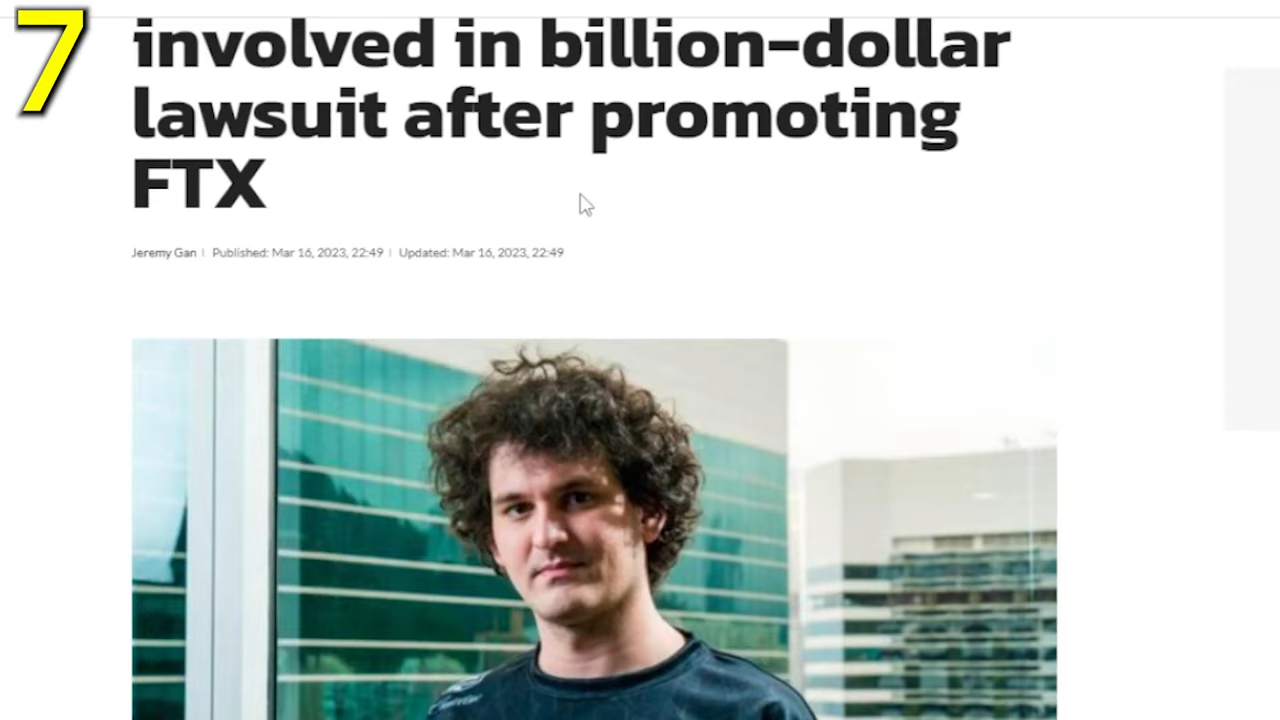 7
involved in billion-dollar
lawsuit after promoting
FTX
Jeremy Gan | Published: Mar 16, 2023, 22:49 | Updated: Mar 16, 2023, 22:49